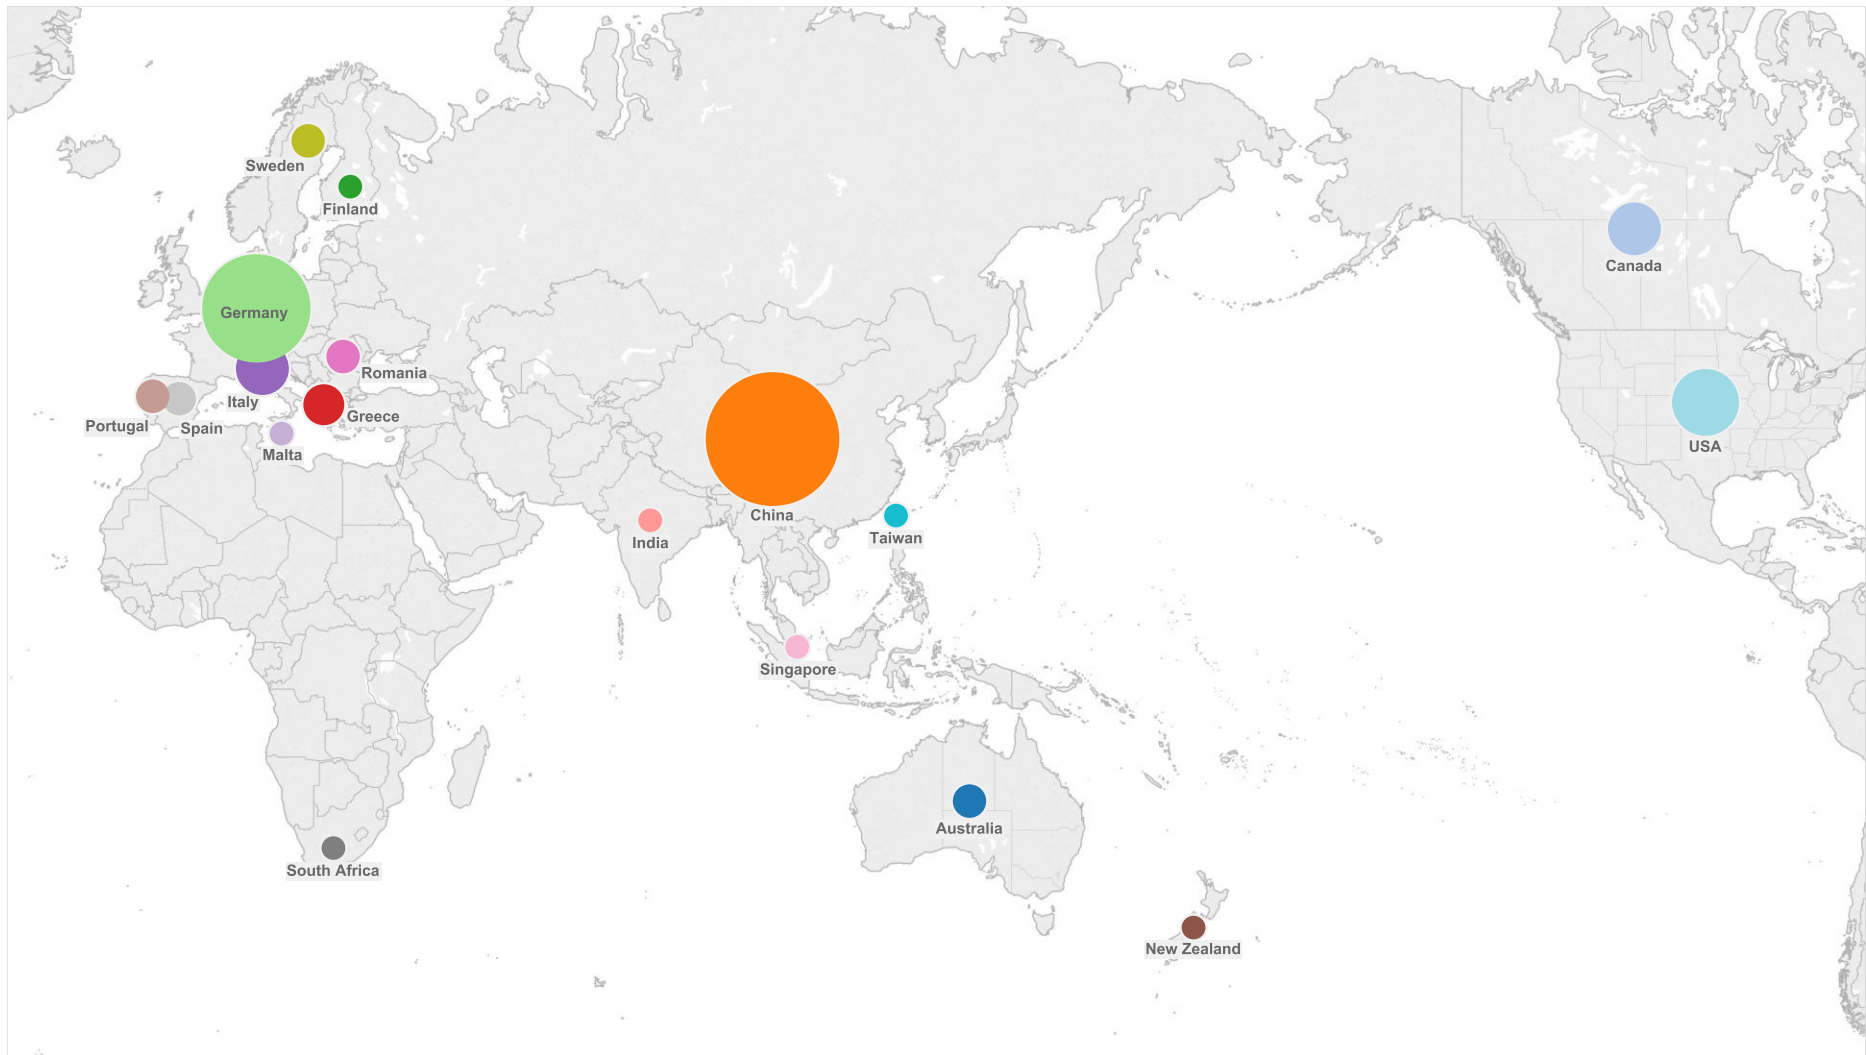 Sweden
Finland
Canada
Germany
Romania
Italy
Greece
Portugal
Spain
USA
Malta
China
Taiwan
India
Singapore
Australia
South Africa
New Zealand